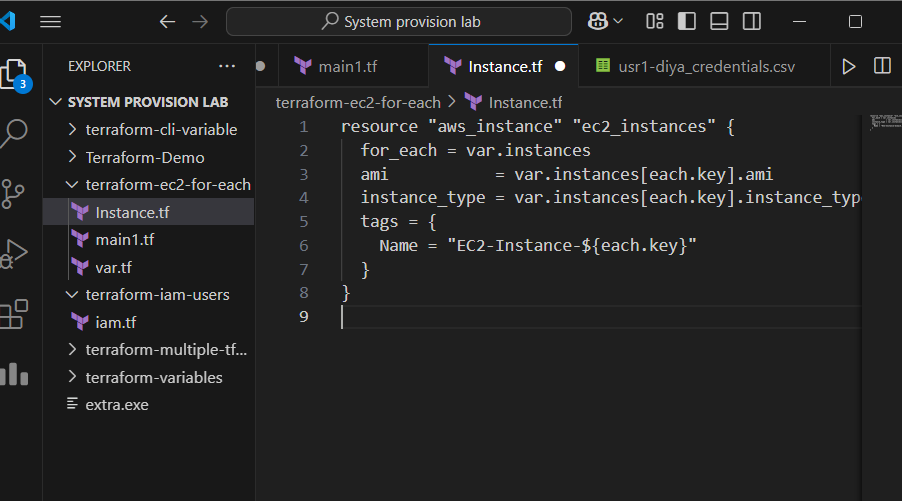 System provision lab
EXPLORER ...
main1.tf
Instance.tf
usr1-diya_credentials.csv
3
SYSTEM PROVISION LAB
terraform-cli-variable
Terraform-Demo
terraform-ec2-for-each
Instance.tf
main1.tf
var.tf
terraform-iam-users
iam.tf
terraform-multiple-tf...
terraform-variables
extra.exe
terraform-ec2-for-each > Instance.tf
1 resource "aws_instance" "ec2_instances" {
2 for_each = var.instances
3 ami = var.instances[each.key].ami
4 instance_type = var.instances[each.key].instance_typ
5 tags = {
6 Name = "EC2-Instance-${each.key}"
7 }
8 }
9